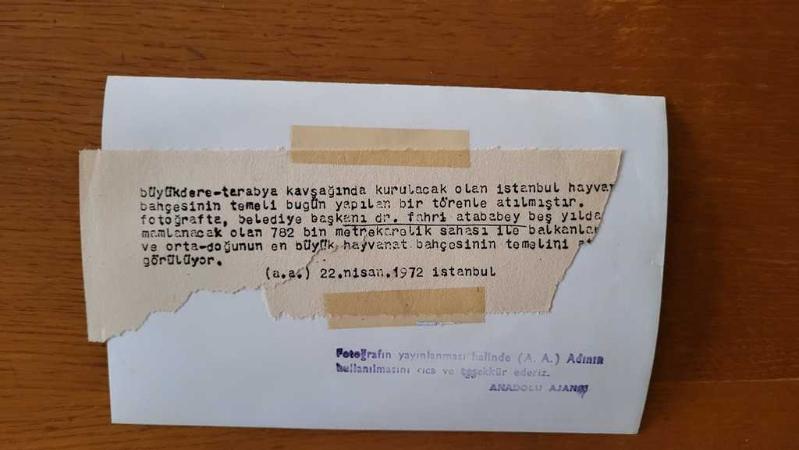 büyükdere-tarabya kavşağında kurulacak olan istanbul hayvan
bahçesinin temeli bugün yapılan bir törenle atılmıştır.
fotoğrafta, belediye başkanı dr. fahri atabey beş yılda
mamlanacak olan 782 bin metrekarelik sahası ile balkanla
ve orta-doğunun en büyük hayvanat bahçesinin temelini
görülüyor.
(a.a.) 22.nisan.1972 istanbul
Fotoğrafın yayınlanması halinde (A. A.) Adının
kullanılmasını rica ve teşekkür ederiz.
ANADOLU AJANSI